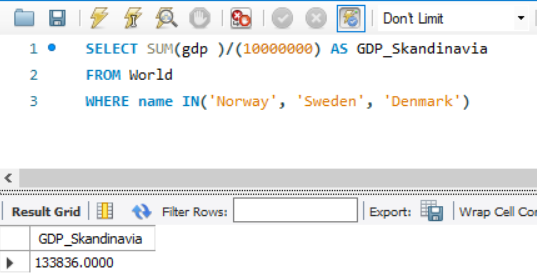 Don't Limit
1 SELECT SUM(gdp )/(10000000) AS GDP_Skandinavia
2 FROM World
3 WHERE name IN('Norway', 'Sweden', 'Denmark')
Result Grid Filter Rows: Export: Wrap Cell Co
GDP_Skandinavia
133836.0000